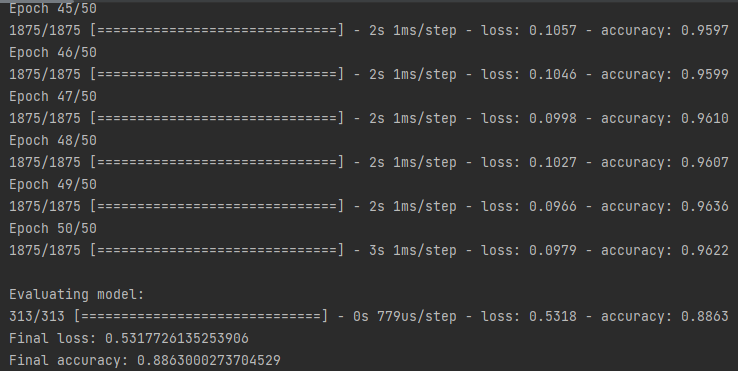 Epoch 45/50
1875/1875 [==============================] - 2s 1ms/step - loss: 0.1057 - accuracy: 0.9597
Epoch 46/50
1875/1875 [==============================] - 2s 1ms/step - loss: 0.1046 - accuracy: 0.9599
Epoch 47/50
1875/1875 [==============================] - 2s 1ms/step - loss: 0.0998 - accuracy: 0.9610
Epoch 48/50
1875/1875 [==============================] - 2s 1ms/step - loss: 0.1027 - accuracy: 0.9607
Epoch 49/50
1875/1875 [==============================] - 2s 1ms/step - loss: 0.0966 - accuracy: 0.9636
Epoch 50/50
1875/1875 [==============================] - 3s 1ms/step - loss: 0.0979 - accuracy: 0.9622
Evaluating model:
313/313 [==============================] - 0s 779us/step - loss: 0.5318 - accuracy: 0.8863
Final loss: 0.5317726135253906
Final accuracy: 0.8863000273704529